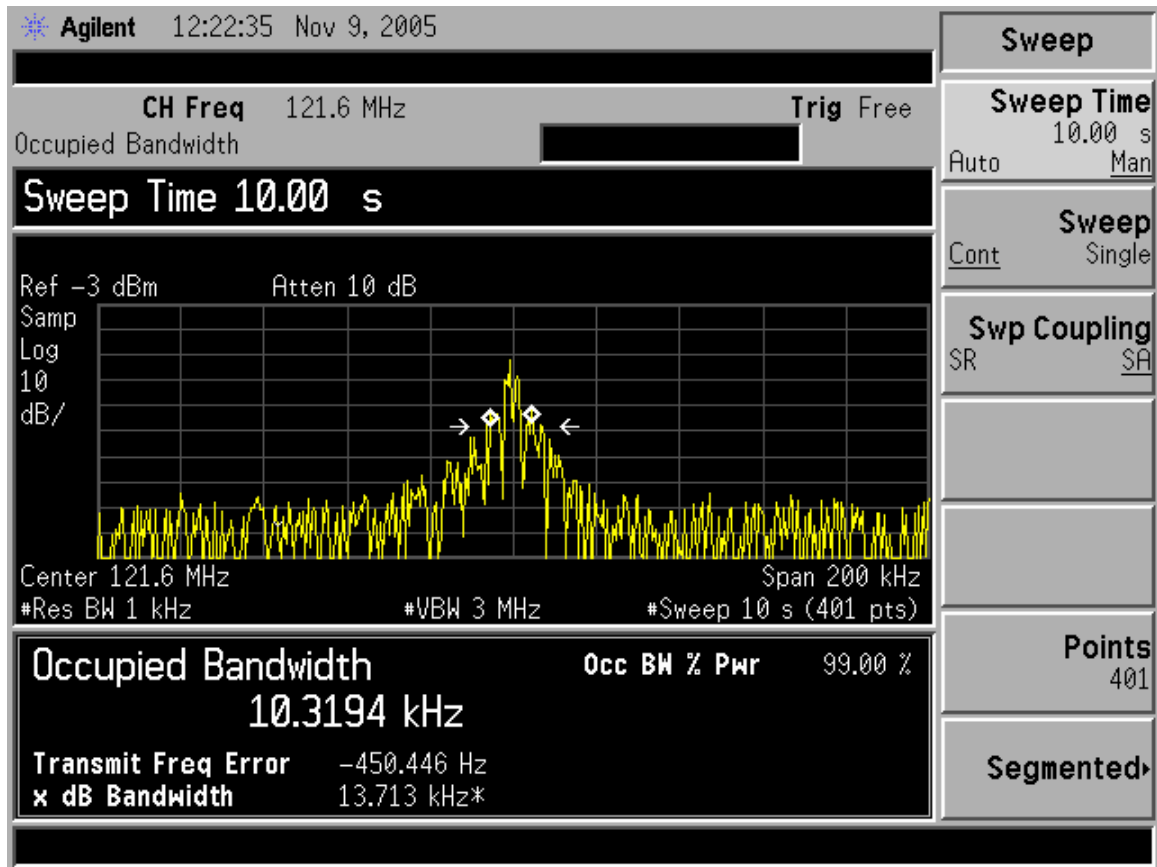 Agilent 12:22:35 Nov 9, 2005
Sweep
CH Freq 121.6 MHz Trig Free
Occupied Bandwidth
Sweep Time 10.00 s
Ref -3 dBm Atten 10 dB
Samp
Log
10
dB/
Center 121.6 MHz Span 200 kHz
#Res BW 1 kHz #VBW 3 MHz #Sweep 10 s (401 pts)
Occupied Bandwidth Occ BW % Pwr 99.00 %
10.3194 kHz
Transmit Freq Error -450.446 Hz
x dB Bandwidth 13.713 kHz*
Sweep Time
10.00 s
Auto Man
Sweep
Cont Single
Swp Coupling
SR SA
Points
401
Segmented